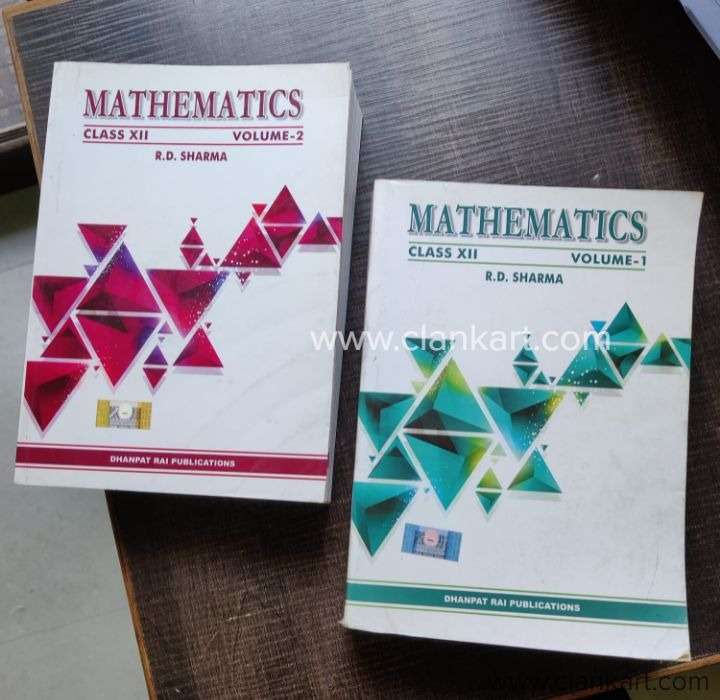 MATHEMATICS
CLASS XII VOLUME-2
R.D. SHARMA
DHANPAT RAI PUBLICATIONS
MATHEMATICS
CLASS XII VOLUME-1
R.D. SHARMA
DHANPAT RAI PUBLICATIONS
www.clankart.com
www.clankart.com